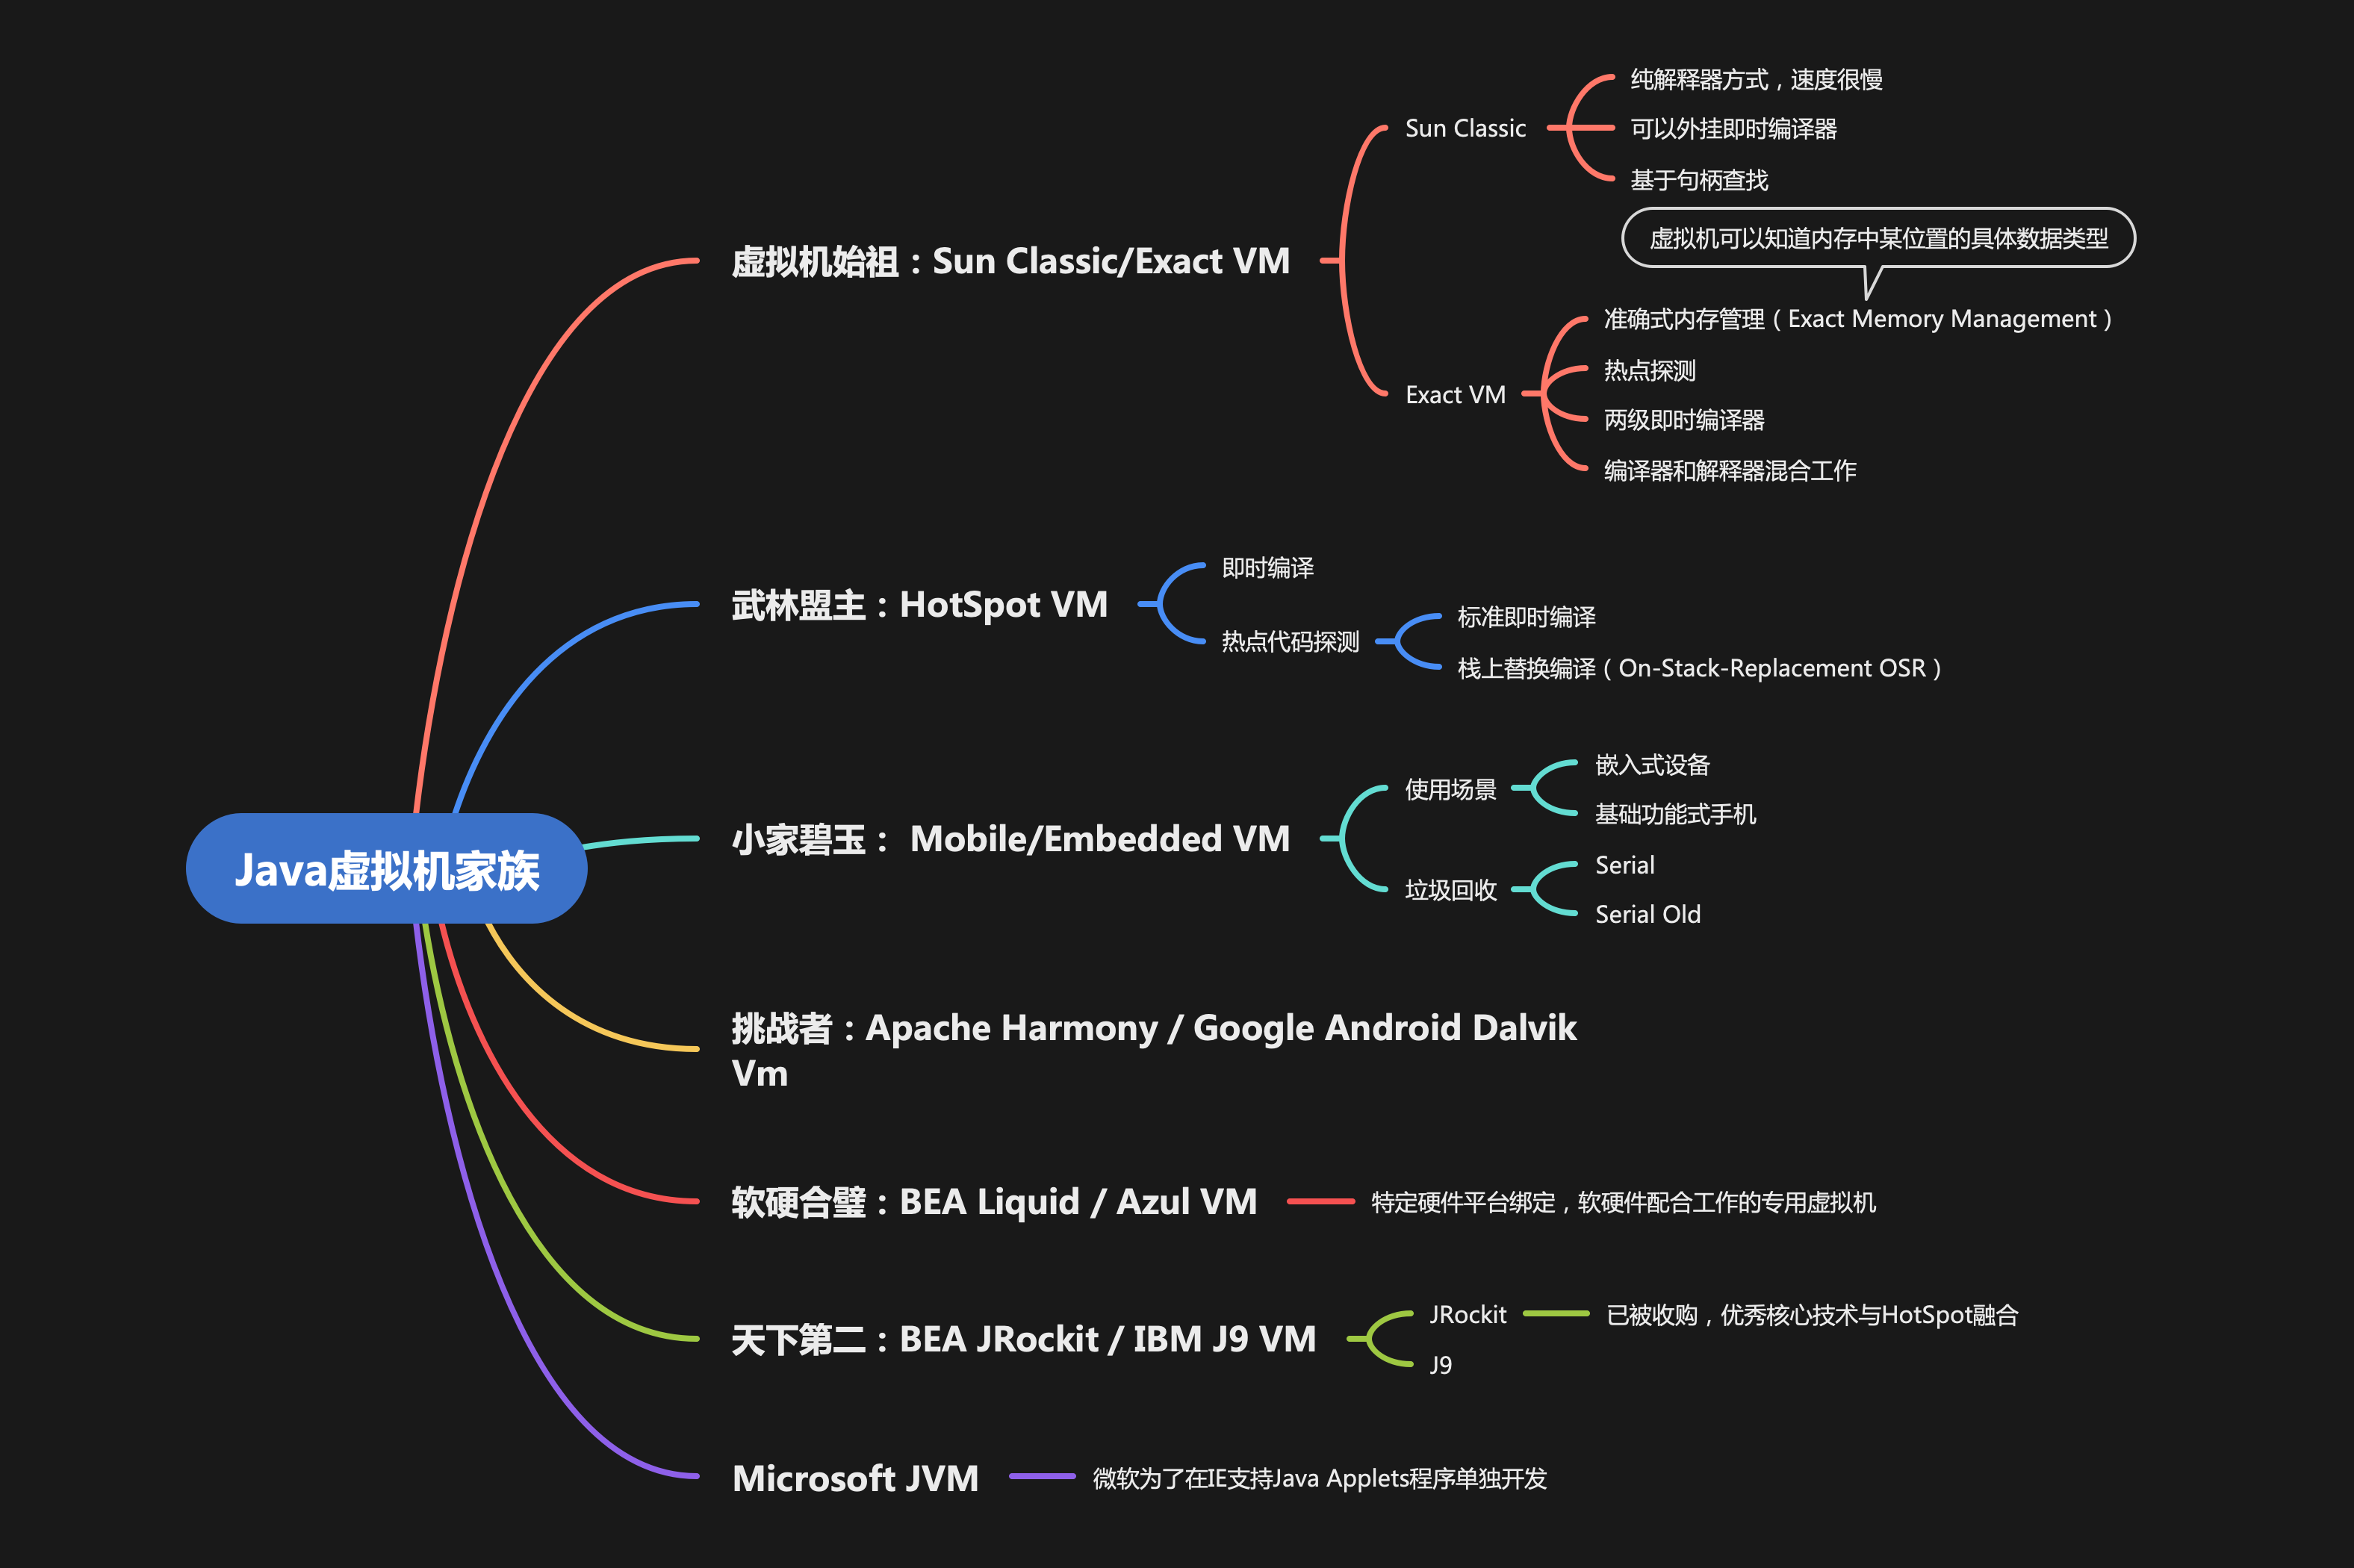 Java虚拟机家族
虚拟机始祖：Sun Classic/Exact VM
Sun Classic
纯解释器方式，速度很慢
可以外挂即时编译器
基于句柄查找
Exact VM
虚拟机可以知道内存中某位置的具体数据类型
准确式内存管理（Exact Memory Management）
热点探测
两级即时编译器
编译器和解释器混合工作
武林盟主：HotSpot VM
即时编译
热点代码探测
标准即时编译
栈上替换编译（On-Stack-Replacement OSR）
小家碧玉： Mobile/Embedded VM
使用场景
嵌入式设备
基础功能式手机
垃圾回收
Serial
Serial Old
挑战者：Apache Harmony / Google Android Dalvik
Vm
软硬合璧：BEA Liquid / Azul VM
特定硬件平台绑定，软硬件配合工作的专用虚拟机
天下第二：BEA JRockit / IBM J9 VM
JRockit
已被收购，优秀核心技术与HotSpot融合
J9
Microsoft JVM
微软为了在IE支持Java Applets程序单独开发